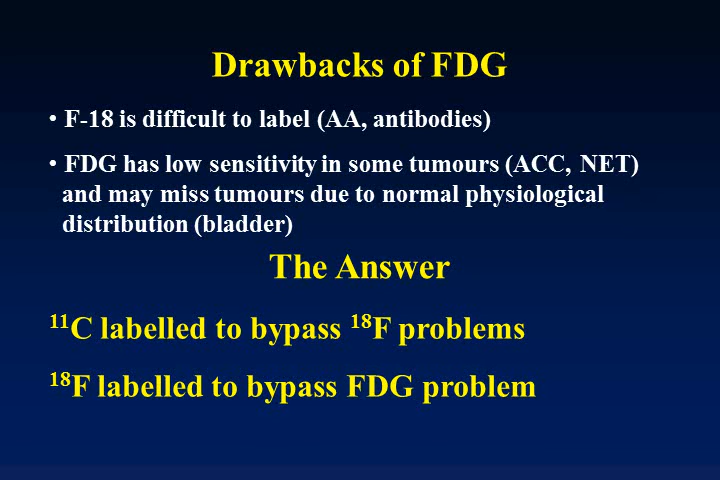 Drawbacks of FDG
• F-18 is difficult to label (AA, antibodies)
• FDG has low sensitivity in some tumours (ACC, NET)
and may miss tumours due to normal physiological
distribution (bladder)
The Answer
¹¹C labelled to bypass ¹⁸F problems
¹⁸F labelled to bypass FDG problem